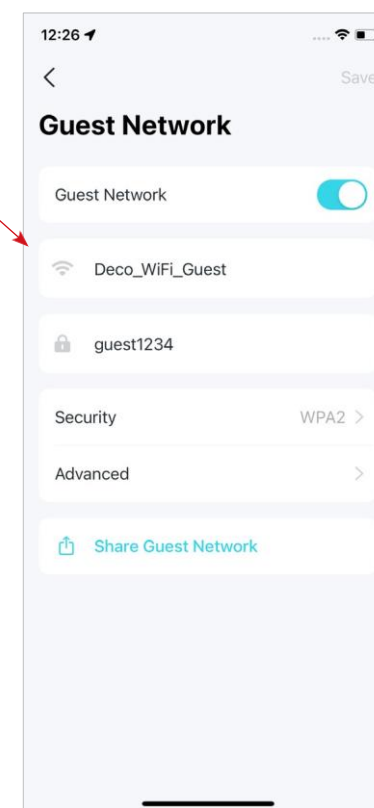 12:26
Save
Guest Network
Guest Network
Deco_WiFi_Guest
guest1234
Security WPA2
Advanced
Share Guest Network